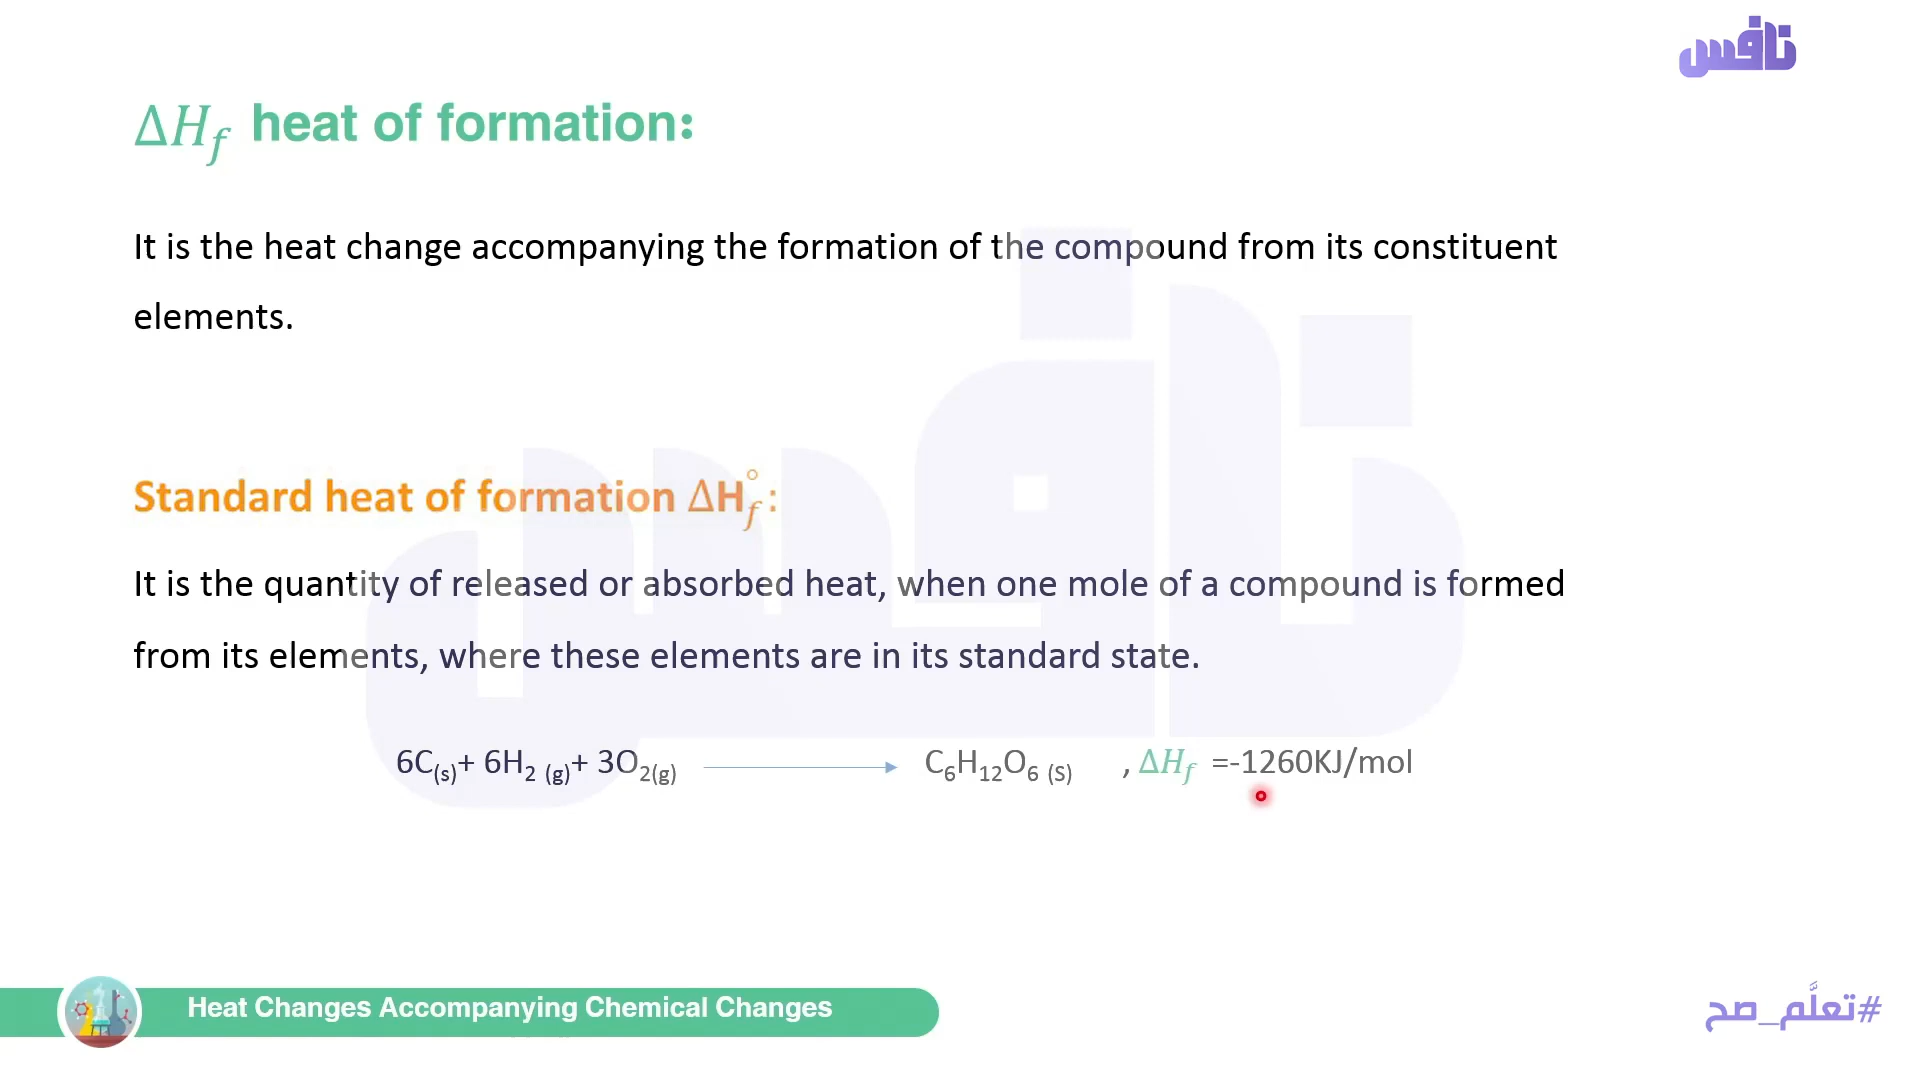 نافس
ΔH𝑓 heat of formation:
It is the heat change accompanying the formation of the compound from its constituent
elements.
Standard heat of formation ΔH°𝑓:
It is the quantity of released or absorbed heat, when one mole of a compound is formed
from its elements, where these elements are in its standard state.
6C(s)+ 6H2 (g)+ 3O2(g) → C6H12O6 (S) , ΔH𝑓 =-1260KJ/mol
Heat Changes Accompanying Chemical Changes
#تعلَّم_صح